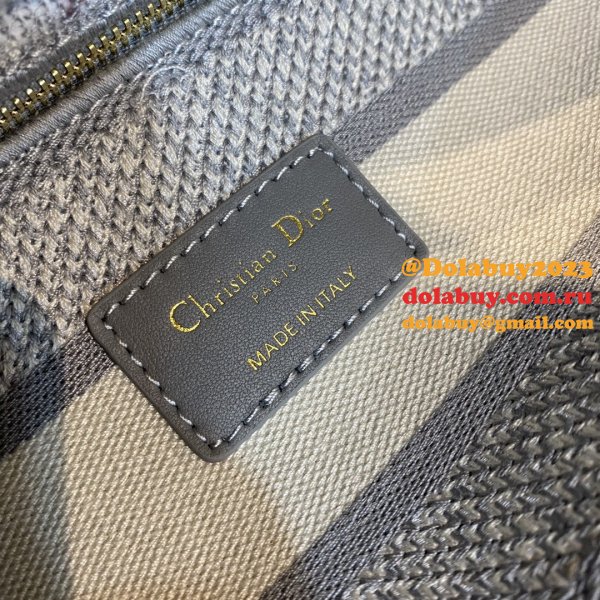 Christian Dior
PARIS
MADE IN ITALY
@Dolabuy2023
dolabuy.com.ru
dolabuy@gmail.com